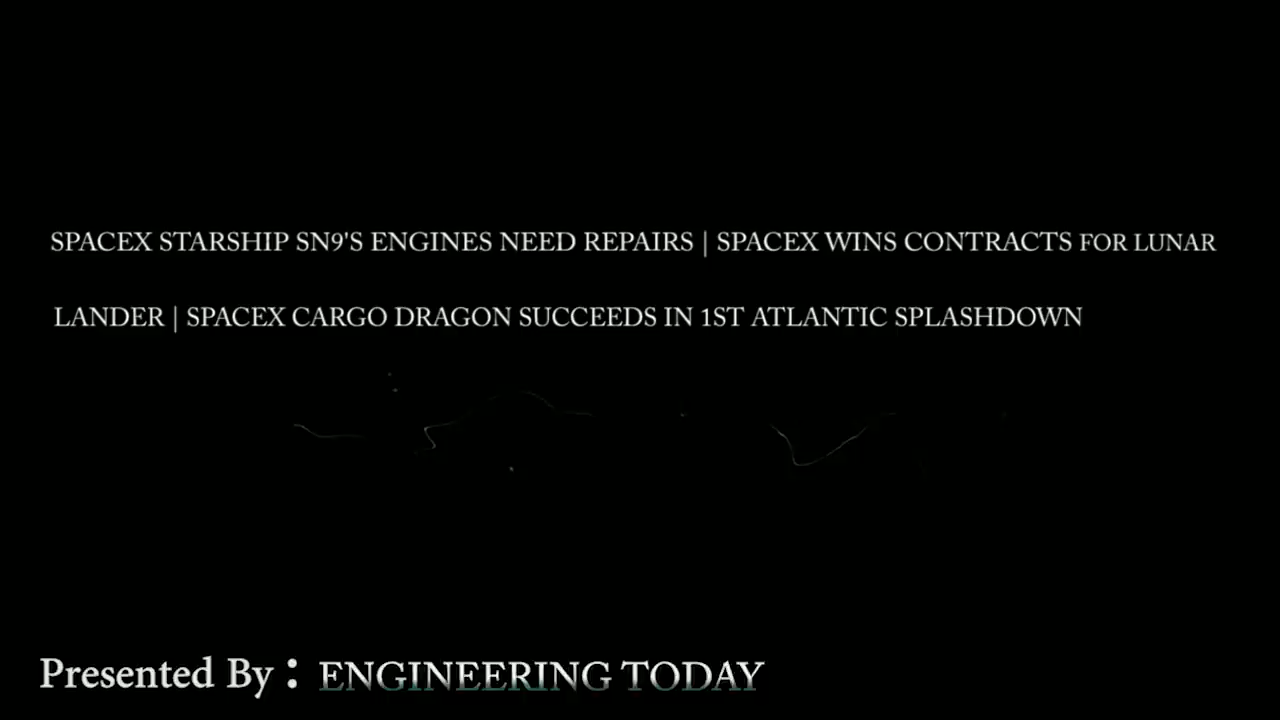 SPACEX STARSHIP SN9'S ENGINES NEED REPAIRS | SPACEX WINS CONTRACTS FOR LUNAR
LANDER | SPACEX CARGO DRAGON SUCCEEDS IN 1ST ATLANTIC SPLASHDOWN
Presented By : ENGINEERING TODAY